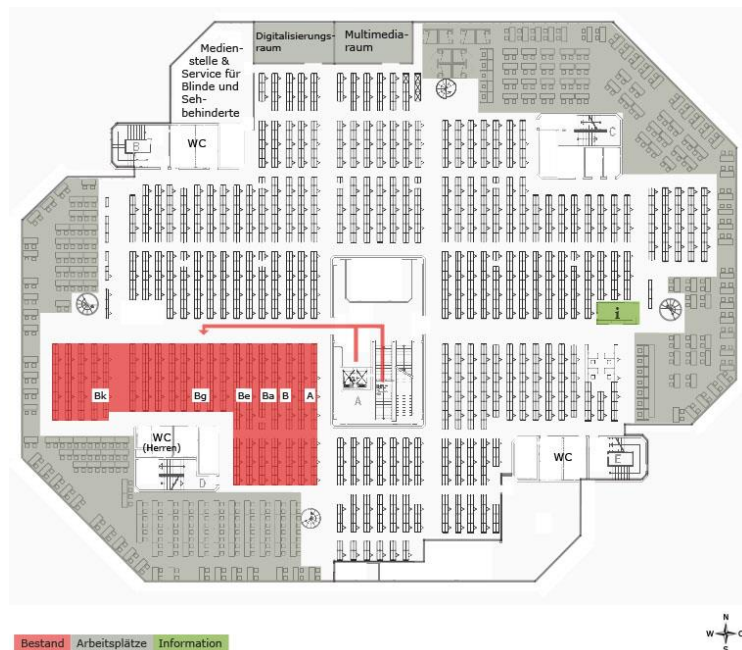 Digitalisierungs-
raum
Multimedia-
raum
Medien-
stelle &
Service für
Blinde und
Seh-
behinderte
WC
B
C
i
A
Bk
Bg
Be
Ba
B
A
WC
(Herren)
D
WC
E
Bestand
Arbeitsplätze
Information
N
W
O
S